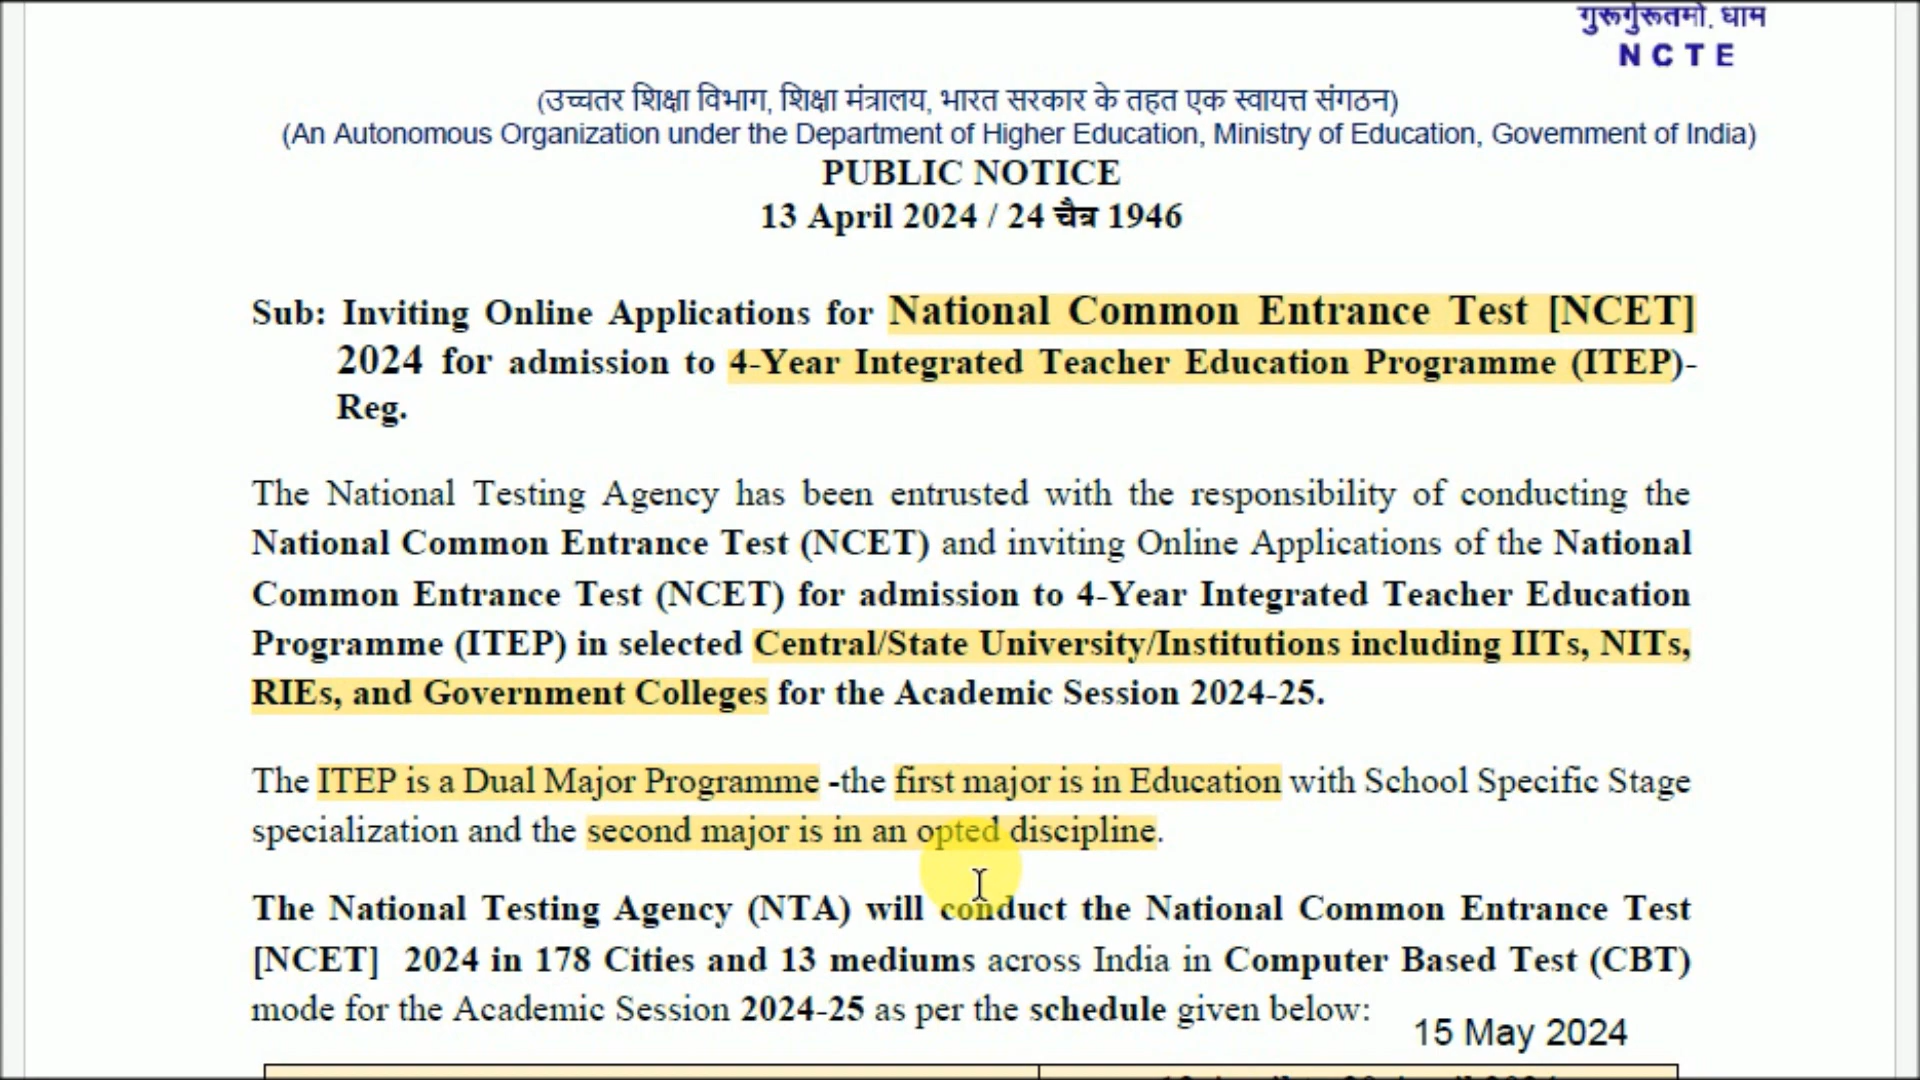 गुरूर्गुरूतमो. धाम
N C T E
(उच्चतर शिक्षा विभाग, शिक्षा मंत्रालय, भारत सरकार के तहत एक स्वायत्त संगठन)
(An Autonomous Organization under the Department of Higher Education, Ministry of Education, Government of India)
PUBLIC NOTICE
13 April 2024 / 24 चैत्र 1946
Sub: Inviting Online Applications for National Common Entrance Test [NCET]
2024 for admission to 4-Year Integrated Teacher Education Programme (ITEP)-
Reg.
The National Testing Agency has been entrusted with the responsibility of conducting the
National Common Entrance Test (NCET) and inviting Online Applications of the National
Common Entrance Test (NCET) for admission to 4-Year Integrated Teacher Education
Programme (ITEP) in selected Central/State University/Institutions including IITs, NITs,
RIEs, and Government Colleges for the Academic Session 2024-25.
The ITEP is a Dual Major Programme -the first major is in Education with School Specific Stage
specialization and the second major is in an opted discipline.
The National Testing Agency (NTA) will conduct the National Common Entrance Test
[NCET] 2024 in 178 Cities and 13 mediums across India in Computer Based Test (CBT)
mode for the Academic Session 2024-25 as per the schedule given below:
15 May 2024